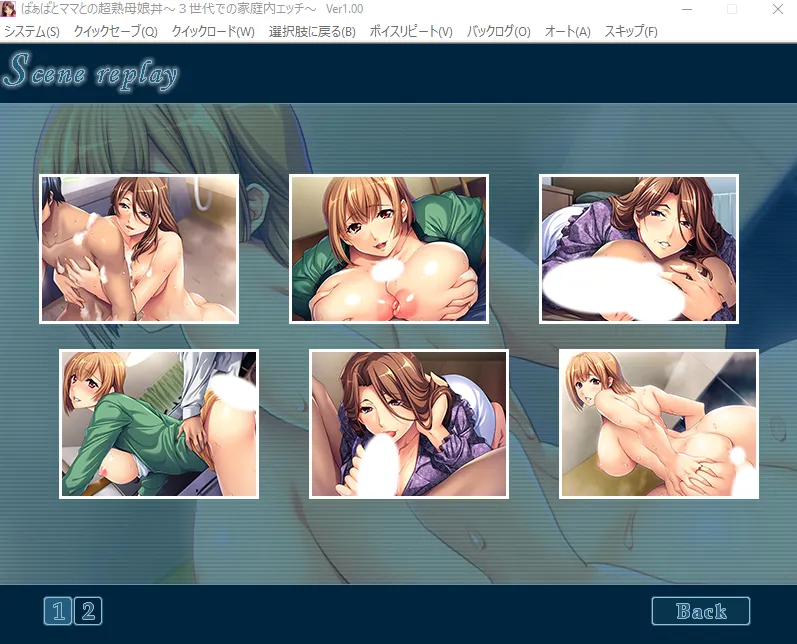 ばぁばとママとの超熟母娘丼～３世代での家庭内エッチ～ Ver1.00
システム(S) クイックセーブ(Q) クイックロード(W) 選択肢に戻る(B) ボイスリピート(V) バックログ(O) オート(A) スキップ(F)
Scene replay
1 2 Back